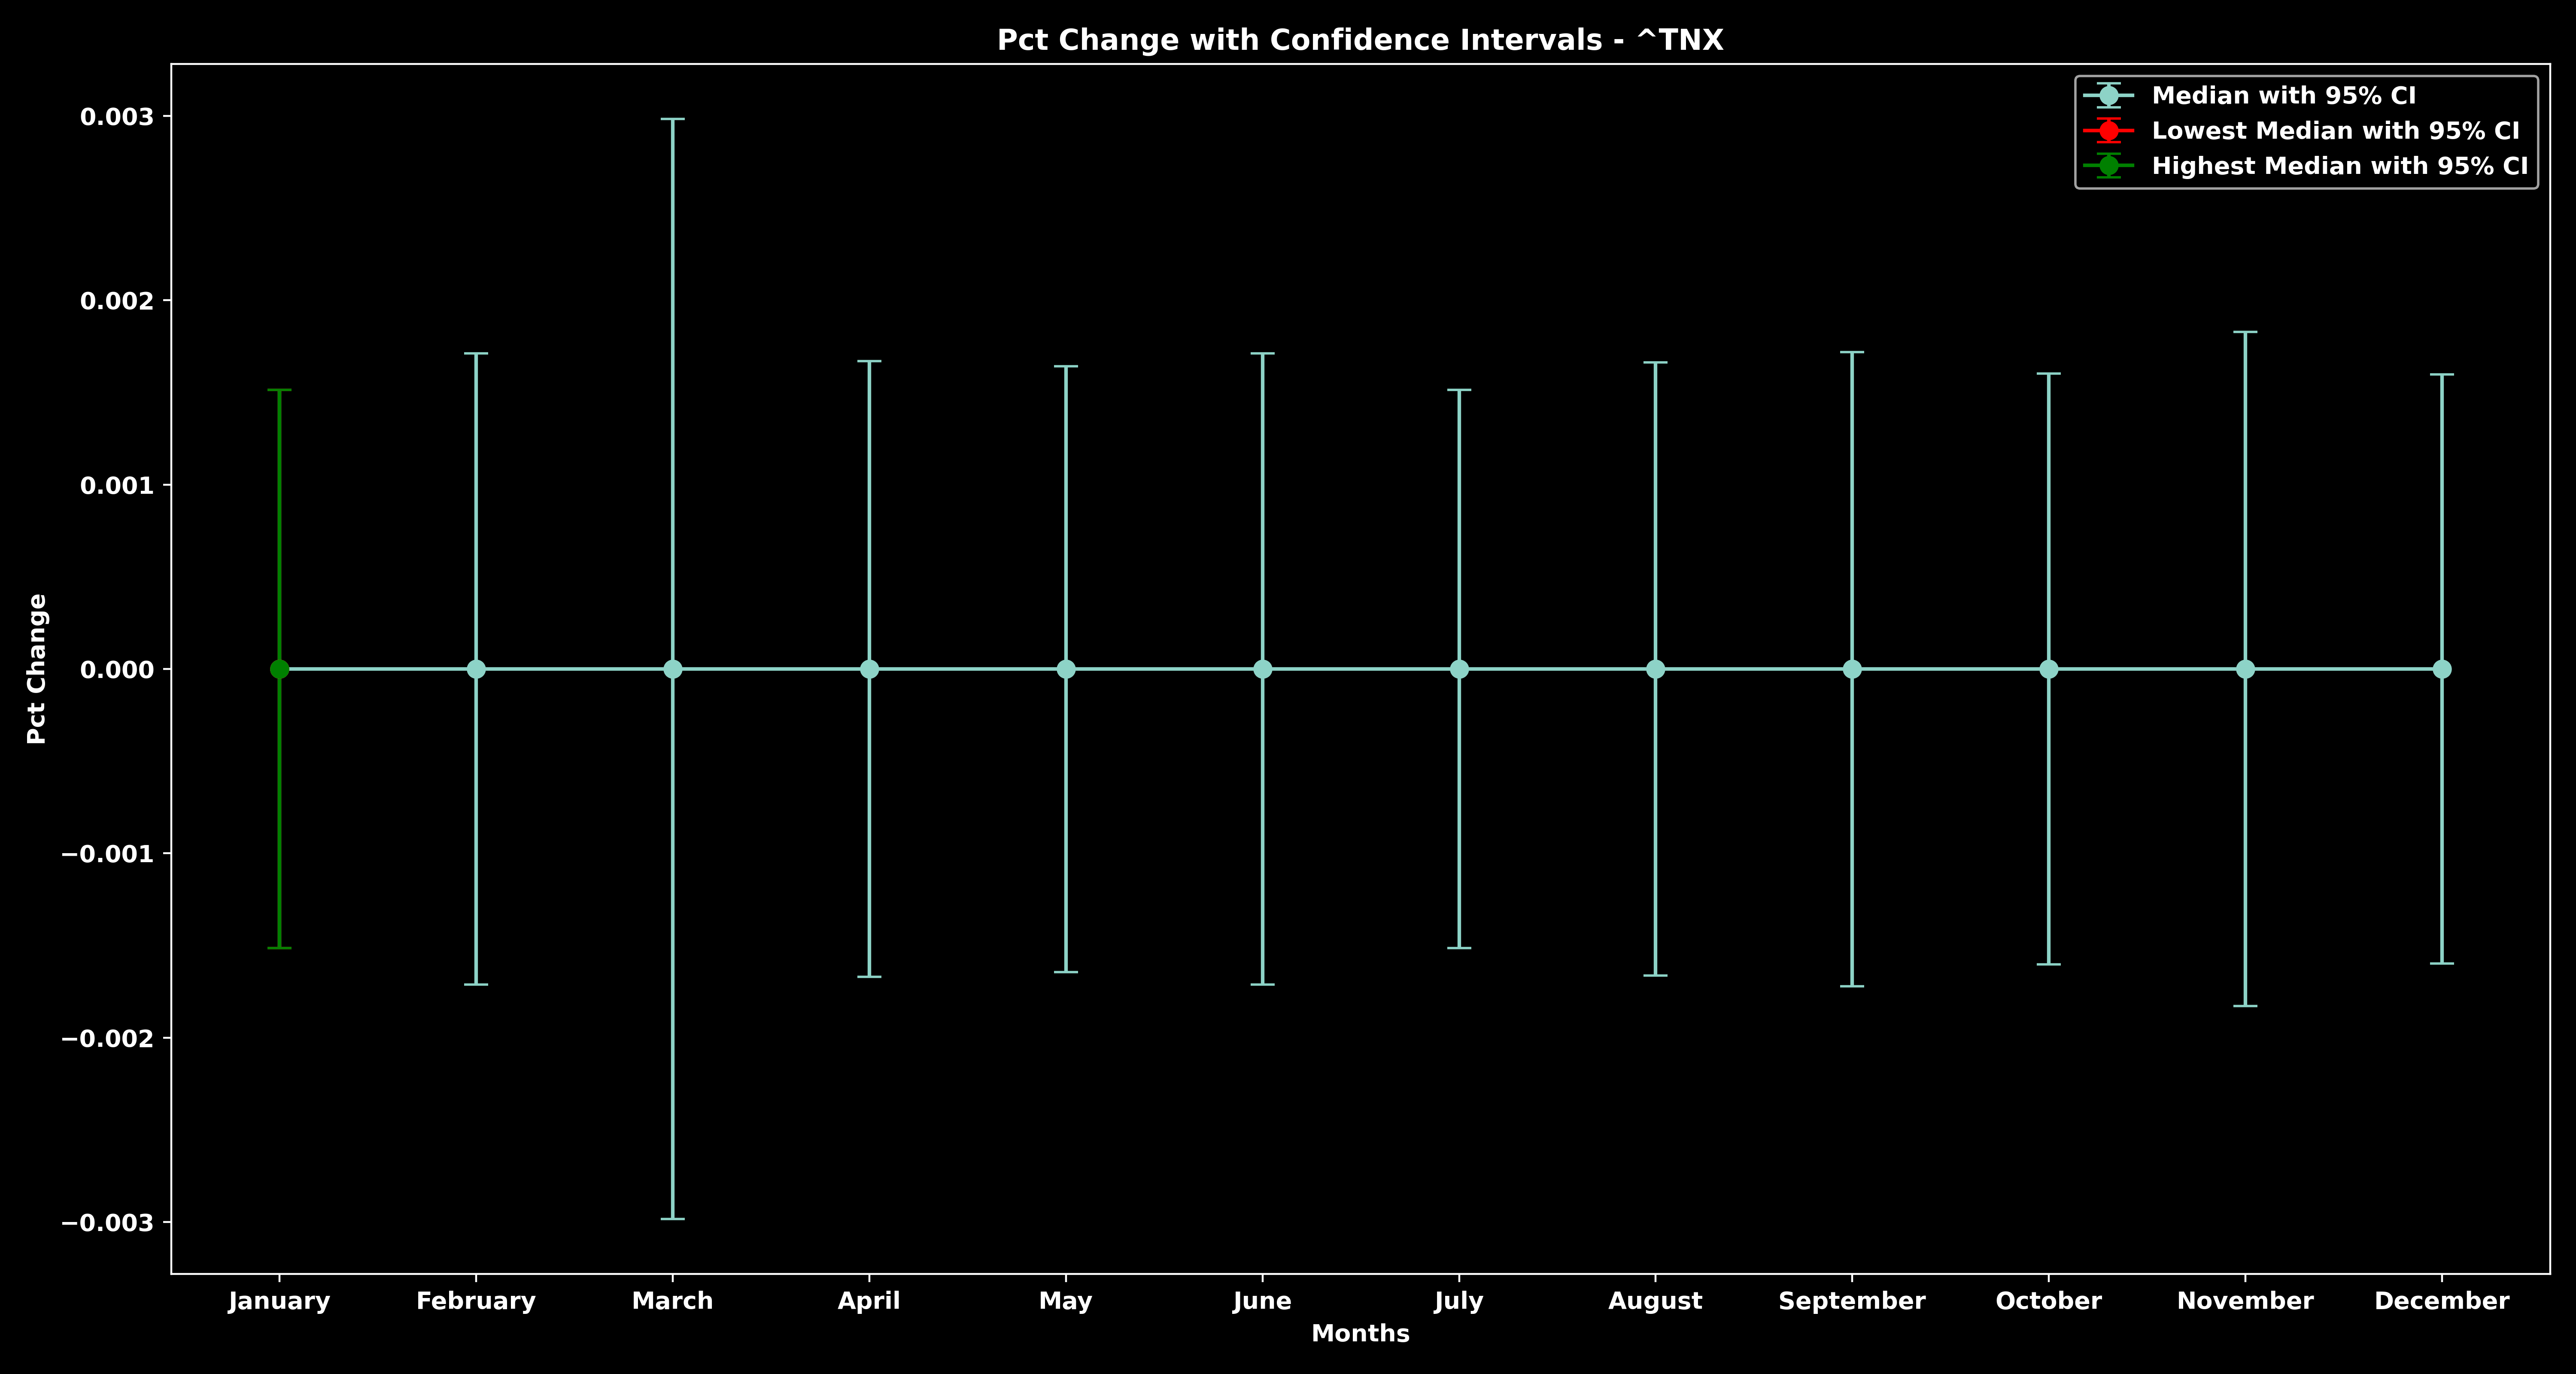 Pct Change with Confidence Intervals - ^TNX
Median with 95% CI
Lowest Median with 95% CI
Highest Median with 95% CI
Pct Change
0.003
0.002
0.001
0.000
−0.001
−0.002
−0.003
January February March April May June July August September October November December
Months